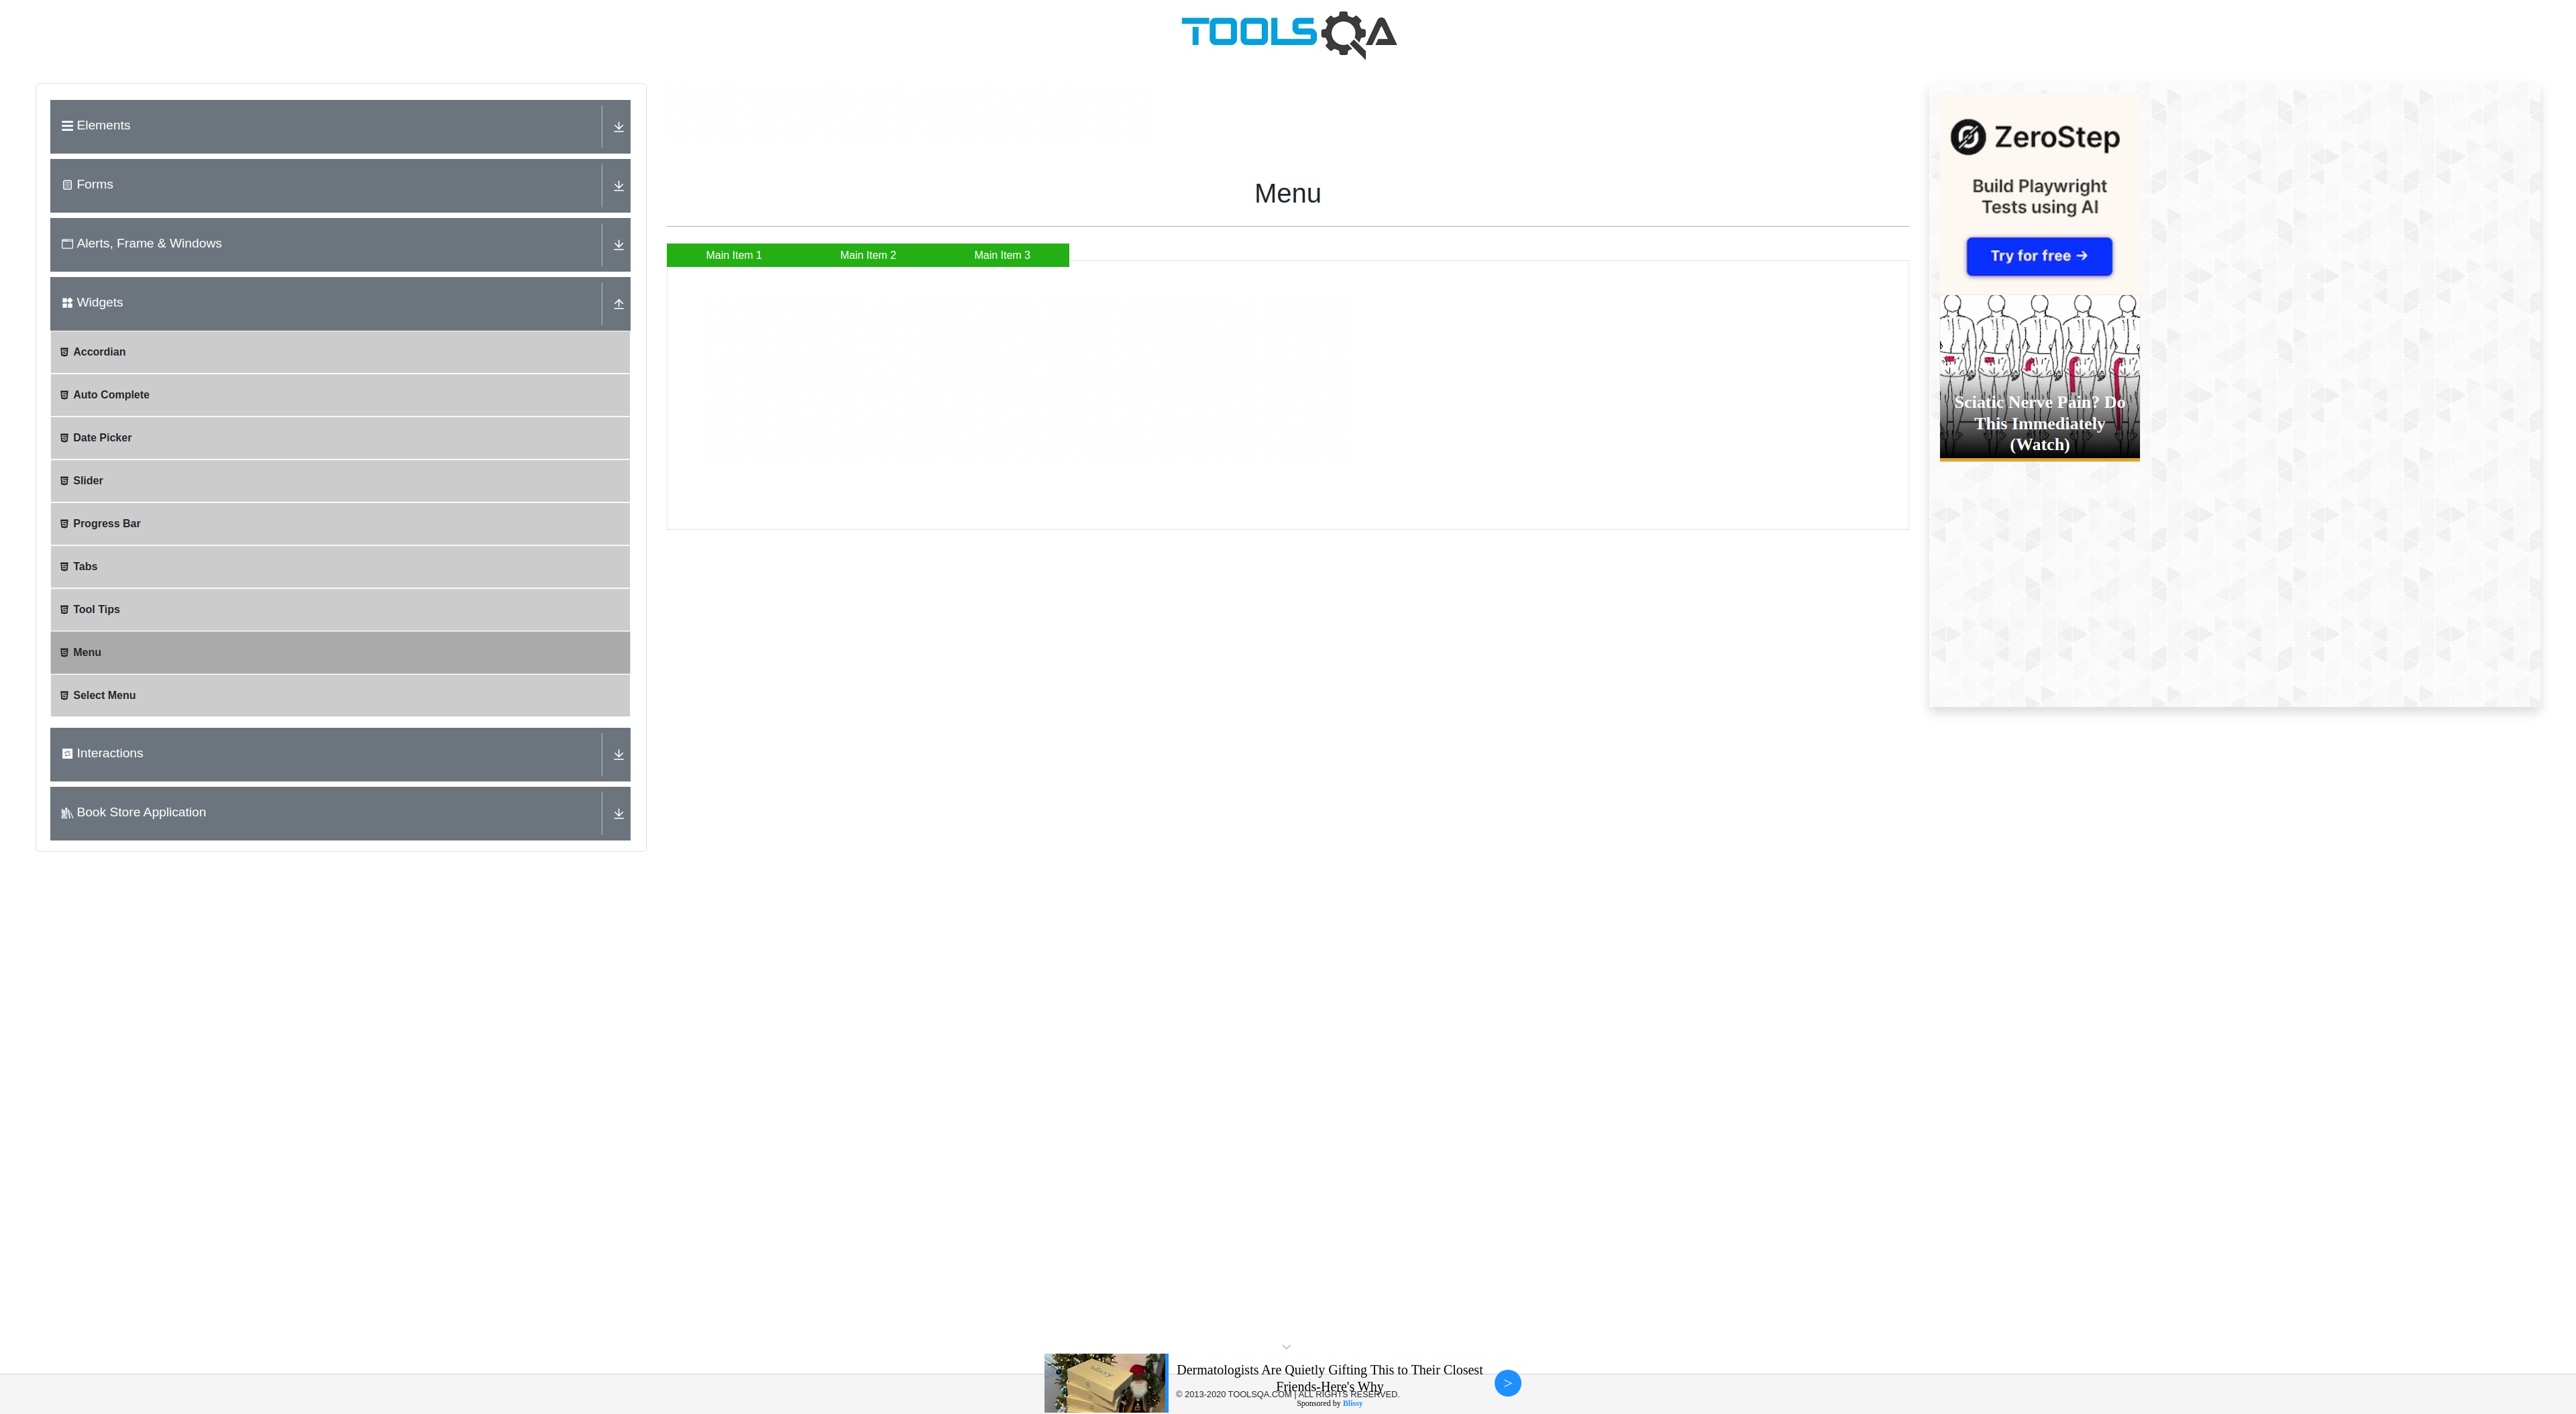 TOOLSQA
Elements
Forms
Alerts, Frame & Windows
Widgets
Accordian
Auto Complete
Date Picker
Slider
Progress Bar
Tabs
Tool Tips
Menu
Select Menu
Interactions
Book Store Application
Menu
Main Item 1
Main Item 2
Main Item 3
ZeroStep
Build Playwright
Tests using AI
Try for free →
Sciatic Nerve Pain? Do
This Immediately
(Watch)
Dermatologists Are Quietly Gifting This to Their Closest
Friends-Here's Why
© 2013-2020 TOOLSQA.COM | ALL RIGHTS RESERVED.
Sponsored by Blissy
>